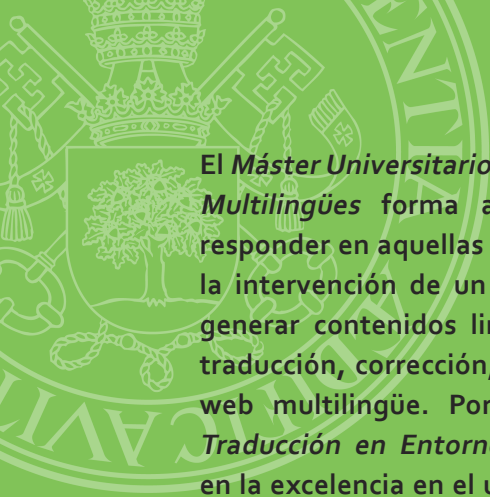 El Máster Universitario
Multilingües forma a
responder en aquellas
la intervención de un
generar contenidos li
traducción, corrección,
web multilingüe. Por
Traducción en Entorn
en la excelencia en el u